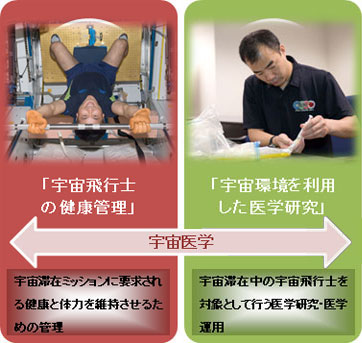 「宇宙飛行士
の健康管理」
「宇宙環境を利用
した医学研究」
宇宙医学
宇宙滞在ミッションに要求され
る健康と体力を維持させるた
めの管理
宇宙滞在中の宇宙飛行士を
対象として行う医学研究・医学
運用